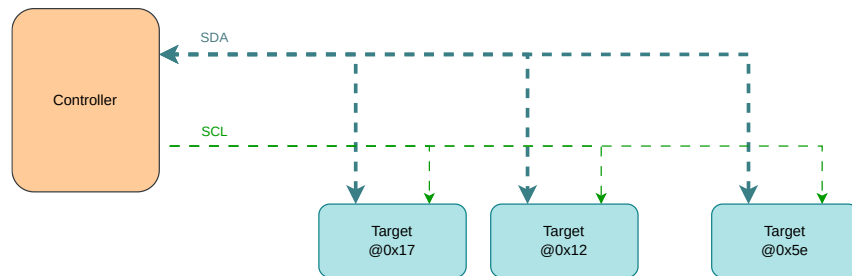 SDA
Controller
SCL
Target
@0x17
Target
@0x12
Target
@0x5e